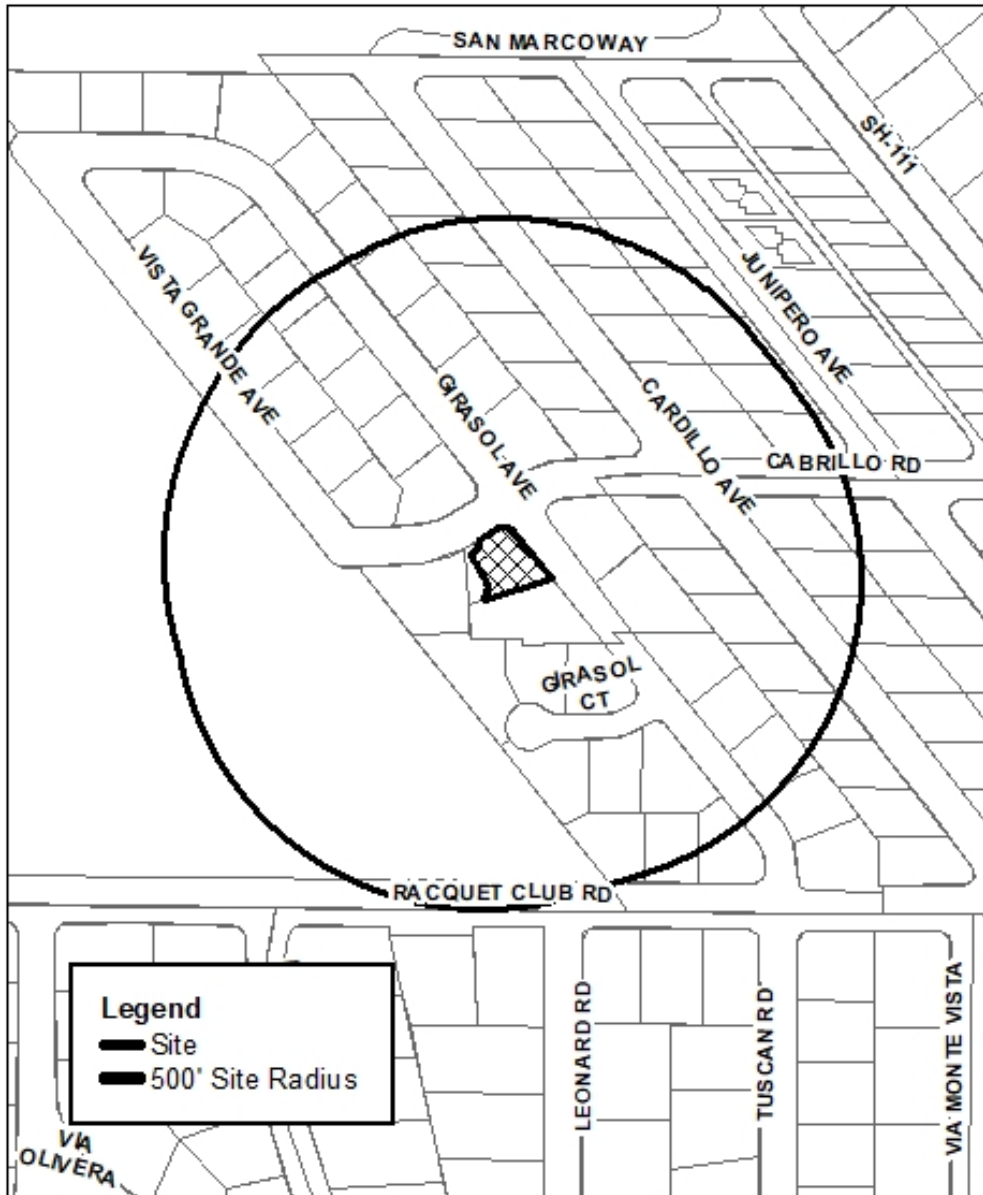 SAN MARCOWAY
SH-111
VISTA GRANDE AVE
JUNIPERO AVE
GIRASOL AVE
CARDILLO AVE
CABRILLO RD
GIRASOL
CT
RACQUET CLUB RD
Legend
Site
500' Site Radius
LEONARD RD
TUSCAN RD
VIA MONTE VISTA
VIA
OLIVERA